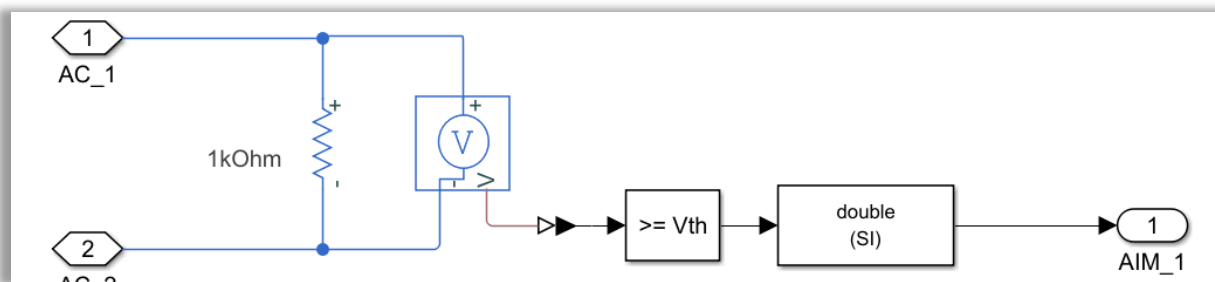 1
AC_1
+
-
1kOhm
+
V
-
V
>= Vth
double
(SI)
1
AIM_1
2